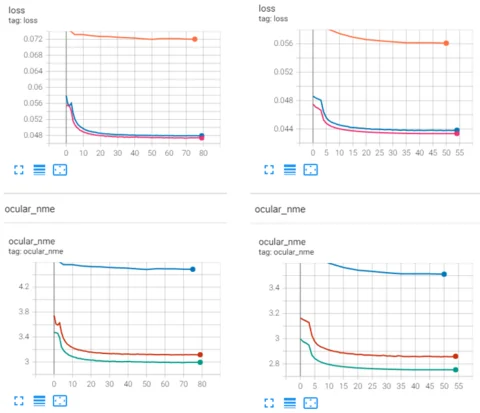 loss
tag: loss
0.072
0.068
0.064
0.06
0.056
0.052
0.048
0 10 20 30 40 50 60 70 80
loss
tag: loss
0.056
0.052
0.048
0.044
0 5 10 15 20 25 30 35 40 45 50 55
ocular_nme
ocular_nme
tag: ocular_nme
4.2
3.8
3.4
3
0 10 20 30 40 50 60 70 80
ocular_nme
ocular_nme
tag: ocular_nme
3.4
3.2
3
2.8
0 5 10 15 20 25 30 35 40 45 50 55